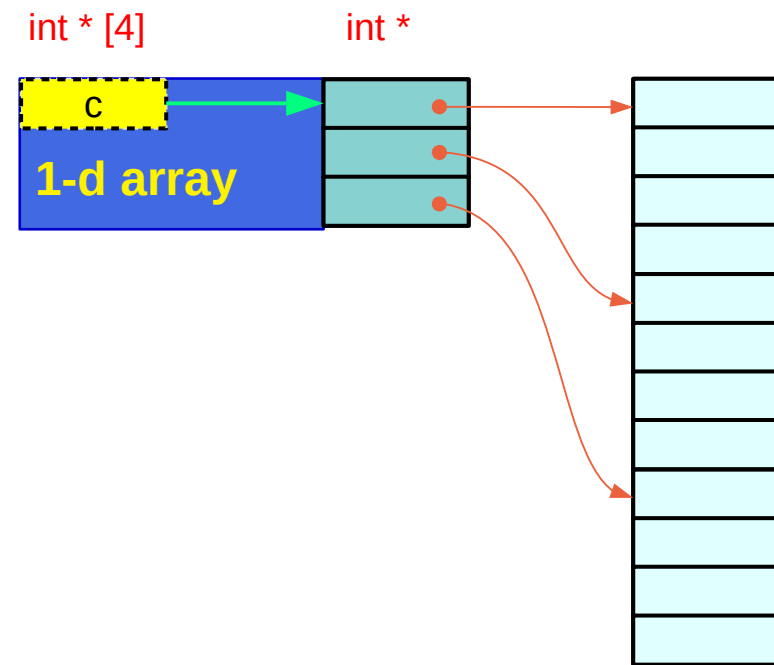 int * [4]
int *
c
1-d array